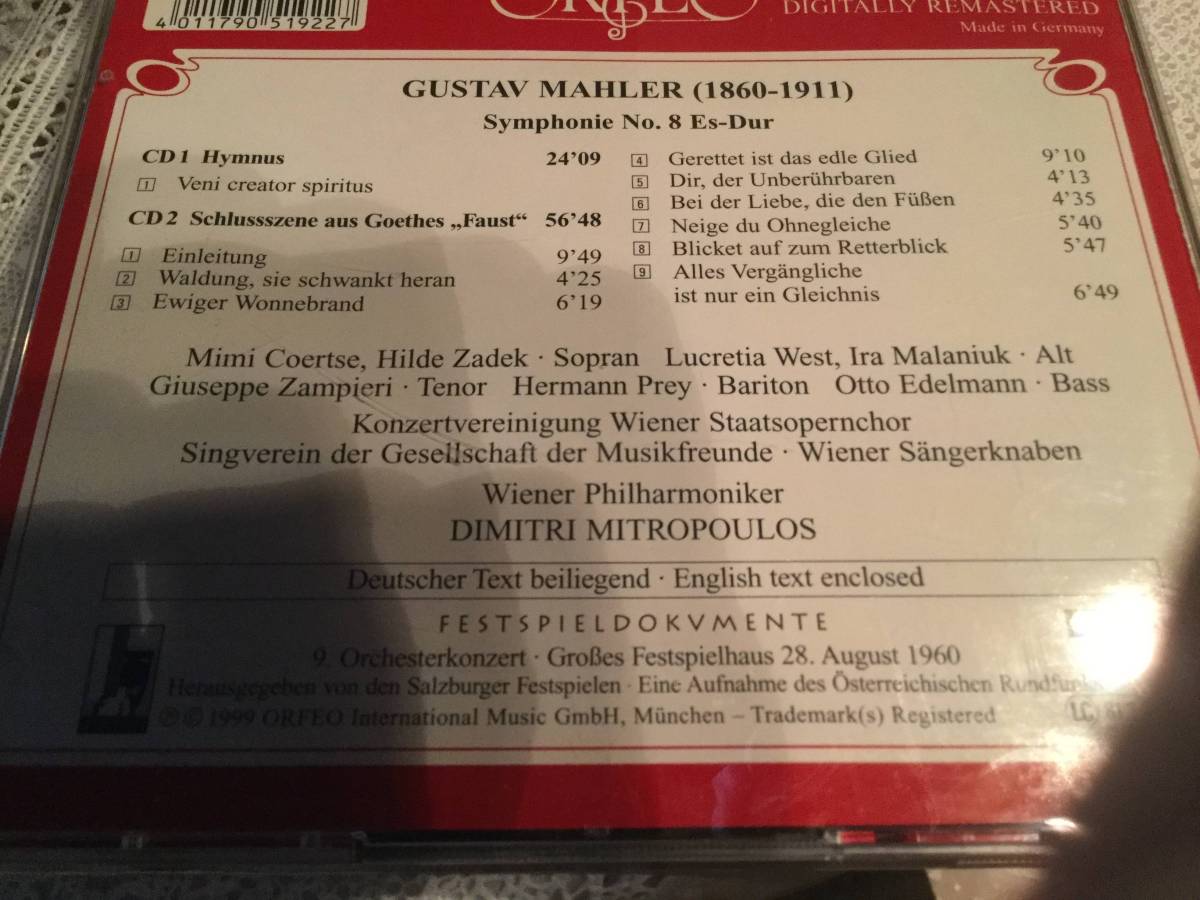 4 011790 519227
ORFEO
DIGITALLY REMASTERED
Made in Germany
GUSTAV MAHLER (1860-1911)
Symphonie No. 8 Es-Dur
CD 1 Hymnus 24'09
1 Veni creator spiritus
CD 2 Schlussszene aus Goethes „Faust“ 56'48
1 Einleitung 9'49
2 Waldung, sie schwankt heran 4'25
3 Ewiger Wonnebrand 6'19
4 Gerettet ist das edle Glied 9'10
5 Dir, der Unberührbaren 4'13
6 Bei der Liebe, die den Füßen 4'35
7 Neige du Ohnegleiche 5'40
8 Blicket auf zum Retterblick 5'47
9 Alles Vergängliche
ist nur ein Gleichnis 6'49
Mimi Coertse, Hilde Zadek · Sopran Lucretia West, Ira Malaniuk · Alt
Giuseppe Zampieri · Tenor Hermann Prey · Bariton Otto Edelmann · Bass
Konzertvereinigung Wiener Staatsopernchor
Singverein der Gesellschaft der Musikfreunde · Wiener Sängerknaben
Wiener Philharmoniker
DIMITRI MITROPOULOS
Deutscher Text beiliegend · English text enclosed
FESTSPIELDOKVMENTE
9. Orchesterkonzert · Großes Festspielhaus 28. August 1960
Herausgegeben von den Salzburger Festspielen · Eine Aufnahme des Österreichischen
℗ © 1999 ORFEO International Music GmbH, München – Trademark(s) Registered
LC